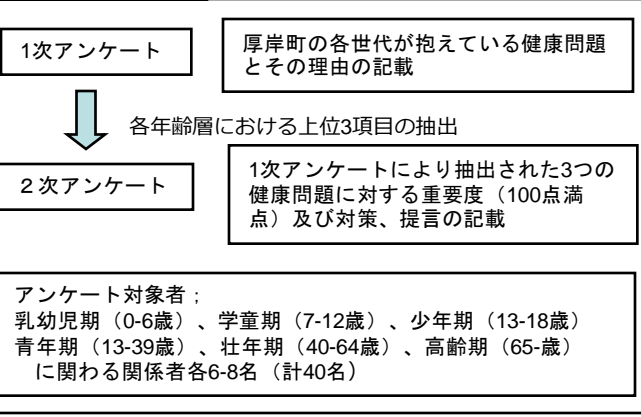 1次アンケート
厚岸町の各世代が抱えている健康問題
とその理由の記載
各年齢層における上位3項目の抽出
２次アンケート
1次アンケートにより抽出された3つの
健康問題に対する重要度（100点満
点）及び対策、提言の記載
アンケート対象者；
乳幼児期（0-6歳）、学童期（7-12歳）、少年期（13-18歳）
青年期（13-39歳）、壮年期（40-64歳）、高齢期（65-歳）
に関わる関係者各6-8名（計40名）